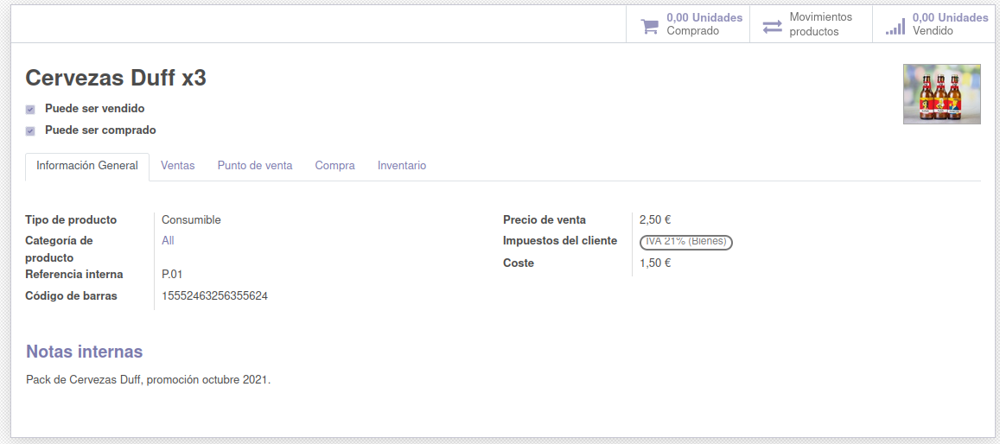 0,00 Unidades
Comprado
Movimientos
productos
0,00 Unidades
Vendido
Cervezas Duff x3
Puede ser vendido
Puede ser comprado
Información General Ventas Punto de venta Compra Inventario
Tipo de producto Consumible
Categoría de
producto All
Referencia interna P.01
Código de barras 15552463256355624
Precio de venta 2,50 €
Impuestos del cliente IVA 21% (Bienes)
Coste 1,50 €
Notas internas
Pack de Cervezas Duff, promoción octubre 2021.